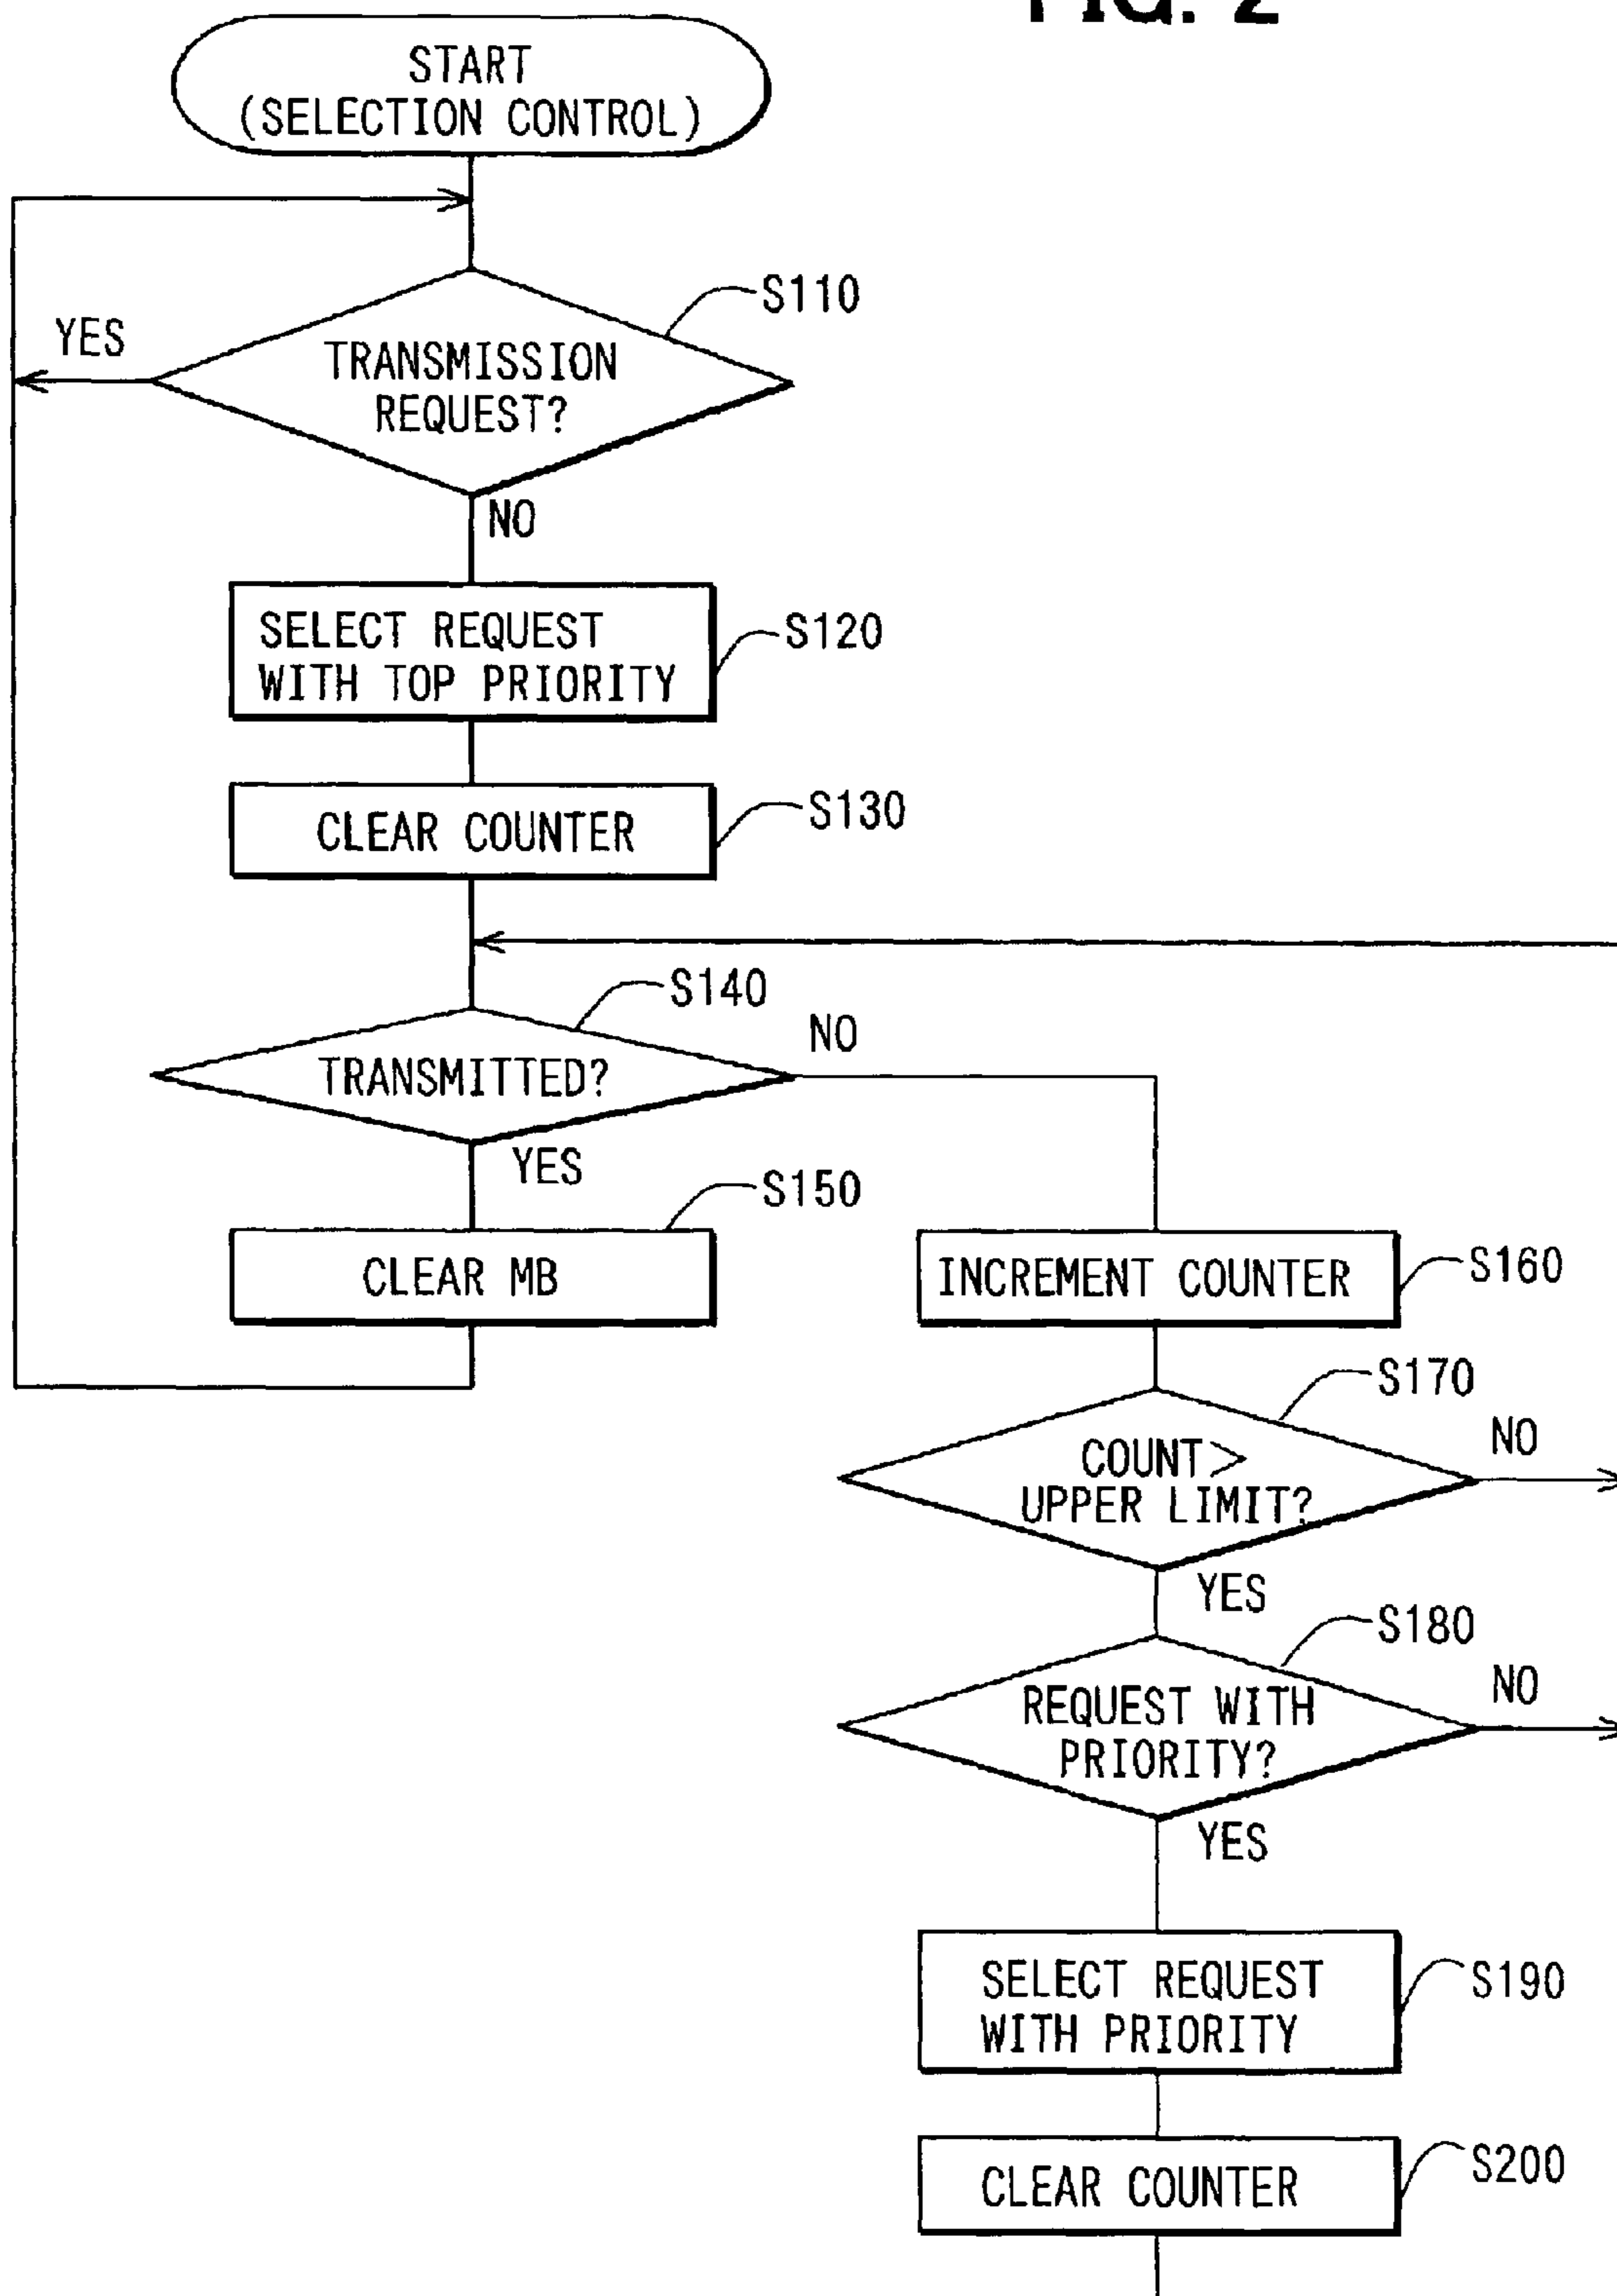 FIG. 2
START
(SELECTION CONTROL)
S110
YES
TRANSMISSION
REQUEST?
NO
SELECT REQUEST
WITH TOP PRIORITY
S120
CLEAR COUNTER
S130
S140
NO
TRANSMITTED?
YES
S150
CLEAR MB
INCREMENT COUNTER
S160
S170
NO
COUNT>
UPPER LIMIT?
YES
S180
NO
REQUEST WITH
PRIORITY?
YES
SELECT REQUEST
WITH PRIORITY
S190
CLEAR COUNTER
S200